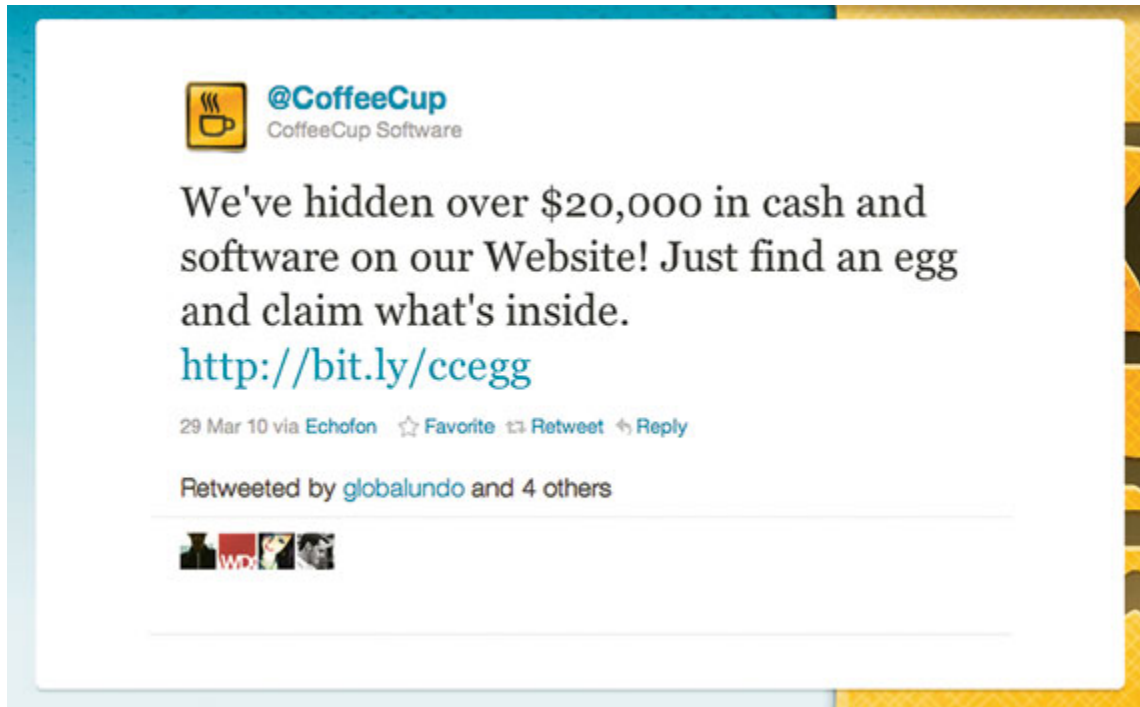 @CoffeeCup
CoffeeCup Software
We've hidden over $20,000 in cash and
software on our Website! Just find an egg
and claim what's inside.
http://bit.ly/ccegg
29 Mar 10 via Echofon Favorite Retweet Reply
Retweeted by globalundo and 4 others